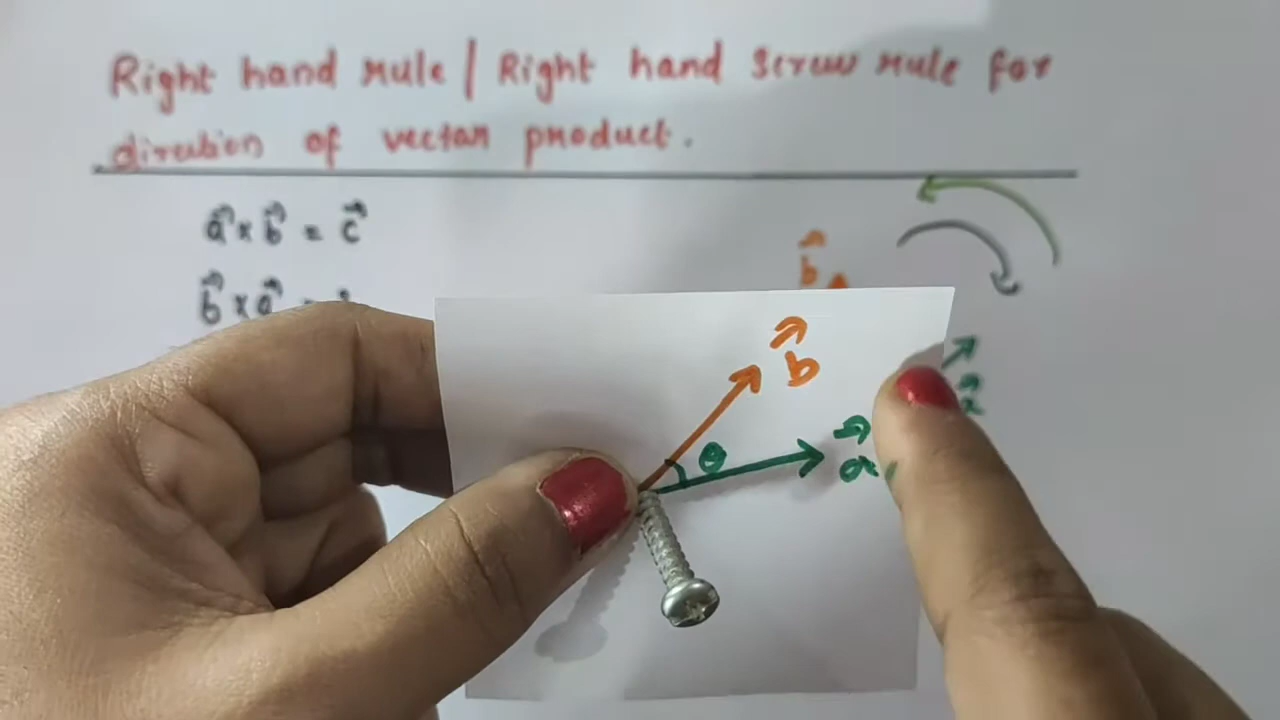 Right hand rule / Right hand screw rule for
direction of vector product.
a⃗ x b⃗ = c⃗
b⃗ x a⃗ =
b⃗
a⃗
b⃗
θ
a⃗